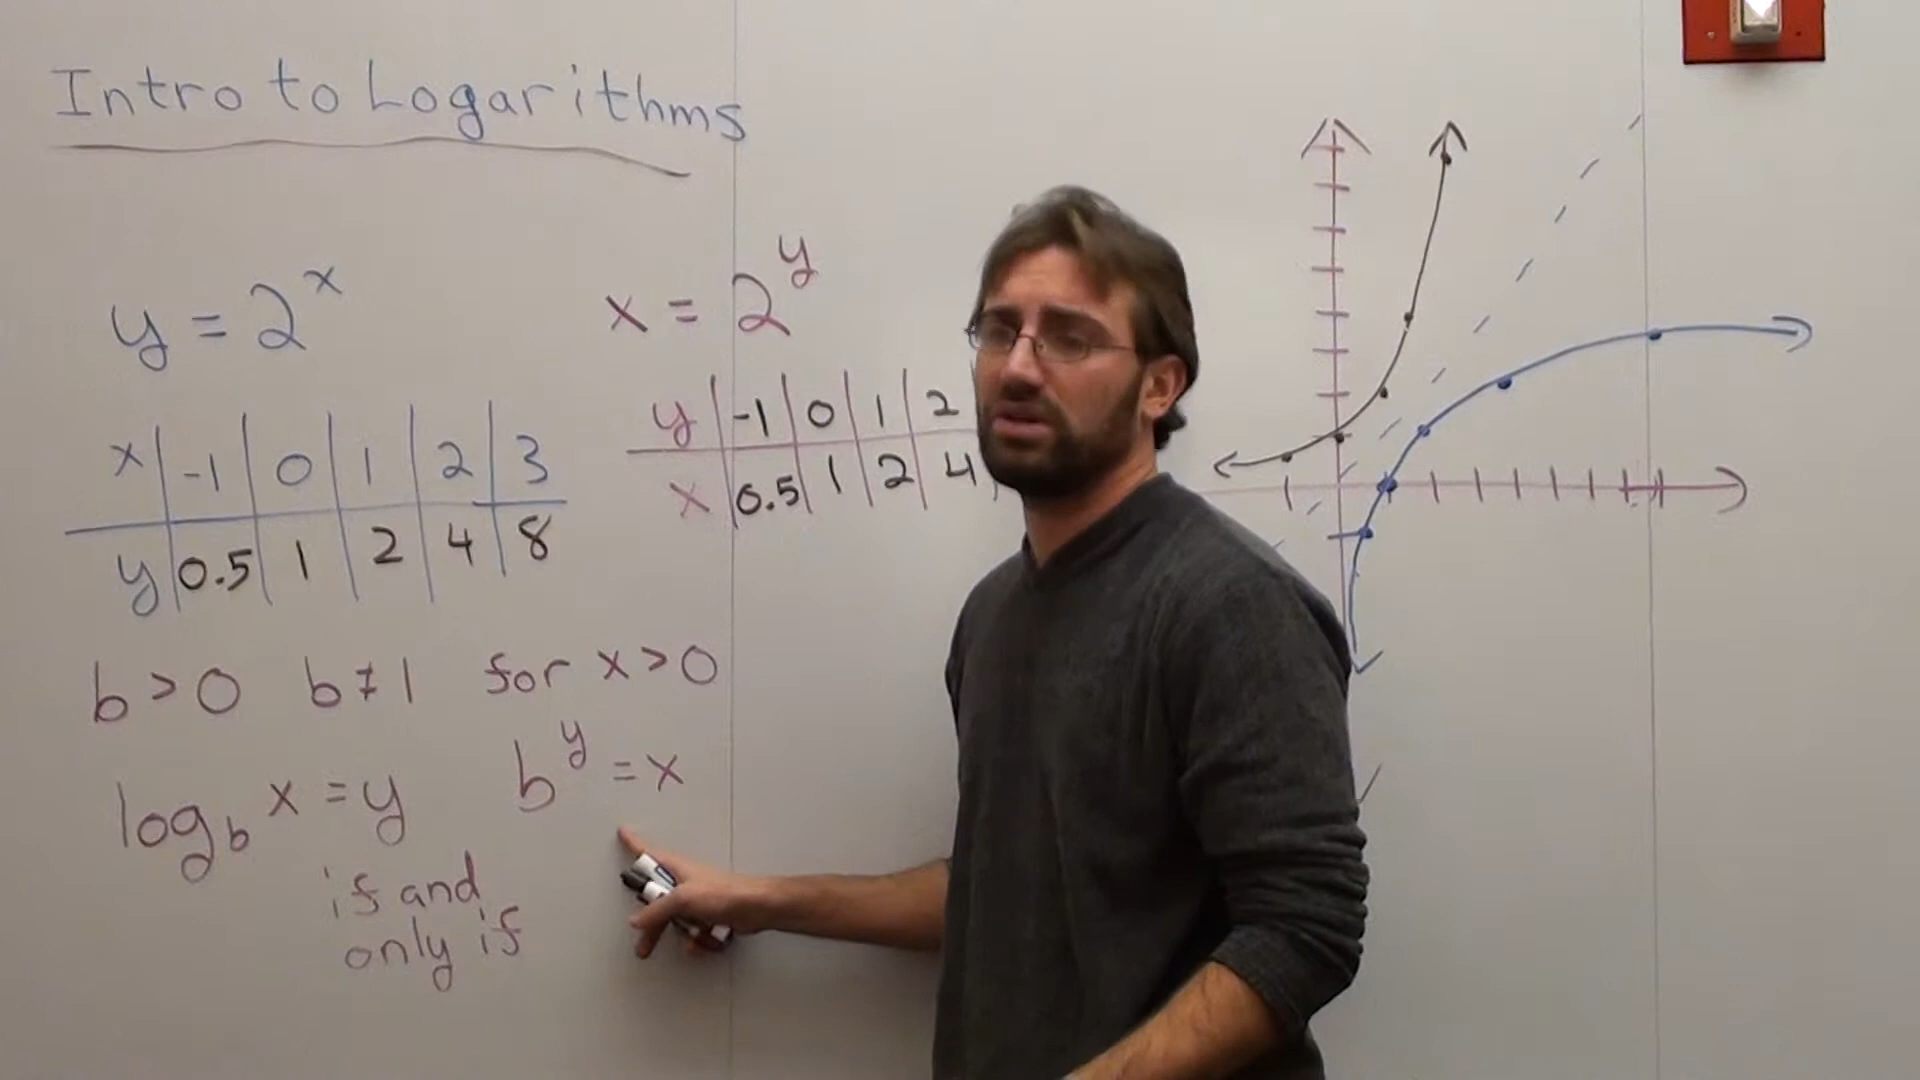 Intro to Logarithms
y = 2^x
x | -1 | 0 | 1 | 2 | 3
y | 0.5 | 1 | 2 | 4 | 8
x = 2^y
y | -1 | 0 | 1 | 2
x | 0.5 | 1 | 2 | 4
b > 0 b ≠ 1 for x > 0
log_b x = y b^y = x
if and
only if